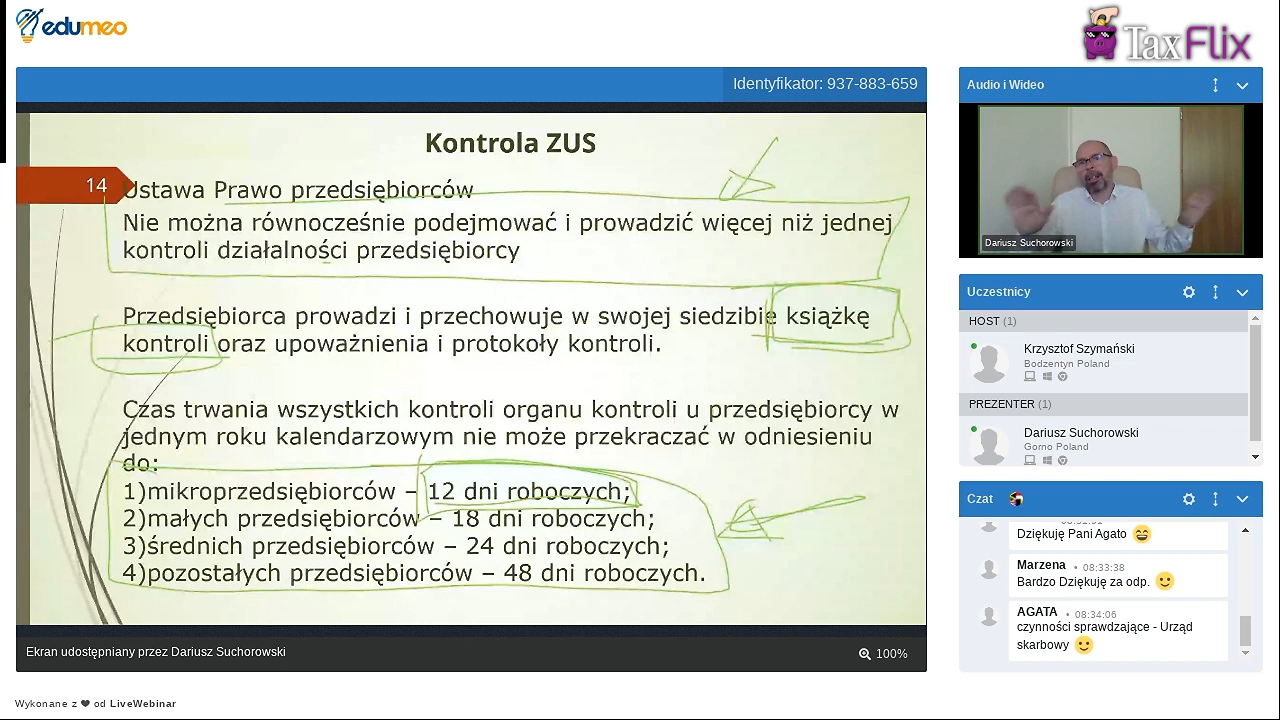 edumeo
TaxFlix
Identyfikator: 937-883-659
Kontrola ZUS
14
Ustawa Prawo przedsiębiorców
Nie można równocześnie podejmować i prowadzić więcej niż jednej
kontroli działalności przedsiębiorcy
Przedsiębiorca prowadzi i przechowuje w swojej siedzibie książkę
kontroli oraz upoważnienia i protokoły kontroli.
Czas trwania wszystkich kontroli organu kontroli u przedsiębiorcy w
jednym roku kalendarzowym nie może przekraczać w odniesieniu
do:
1)mikroprzedsiębiorców – 12 dni roboczych;
2)małych przedsiębiorców – 18 dni roboczych;
3)średnich przedsiębiorców – 24 dni roboczych;
4)pozostałych przedsiębiorców – 48 dni roboczych.
Ekran udostępniany przez Dariusz Suchorowski
100%
Wykonane z ❤ od LiveWebinar
Audio i Wideo
Dariusz Suchorowski
Uczestnicy
HOST (1)
Krzysztof Szymański
Bodzentyn Poland
PREZENTER (1)
Dariusz Suchorowski
Gorno Poland
Czat
Dziękuję Pani Agato 😄
Marzena • 08:33:38
Bardzo Dziękuję za odp. 🙂
AGATA • 08:34:06
czynności sprawdzające - Urząd
skarbowy 🙂